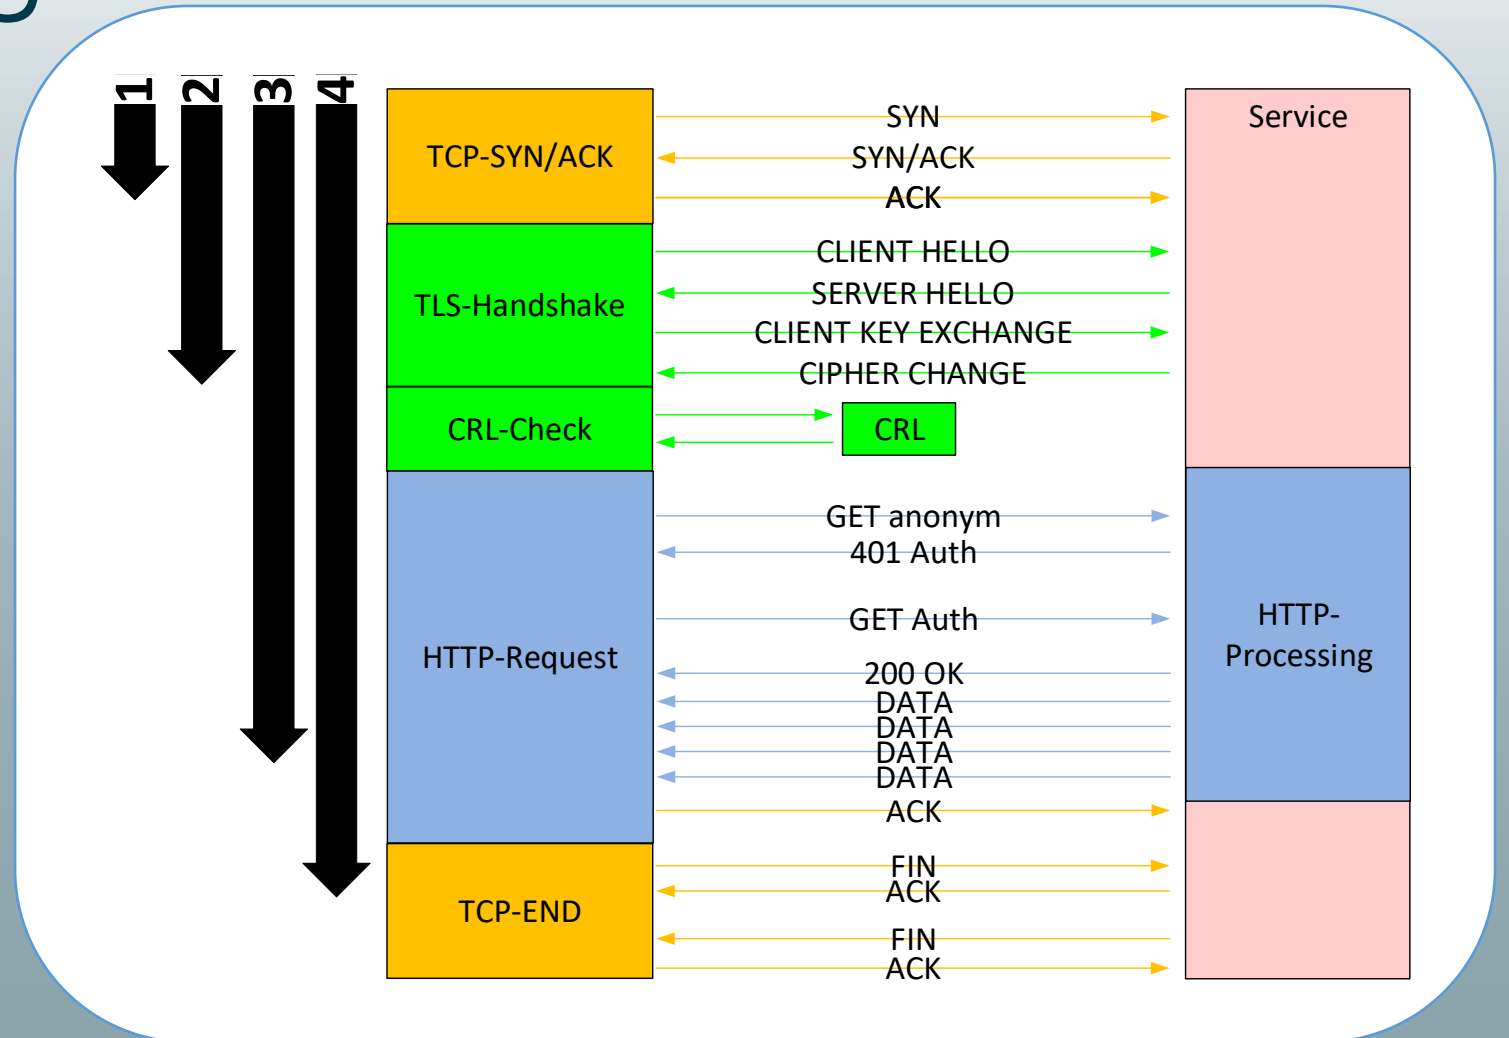 1
2
3
4
TCP-SYN/ACK
SYN
SYN/ACK
ACK
Service
TLS-Handshake
CLIENT HELLO
SERVER HELLO
CLIENT KEY EXCHANGE
CIPHER CHANGE
CRL-Check
CRL
HTTP-Request
GET anonym
401 Auth
GET Auth
200 OK
DATA
DATA
DATA
DATA
ACK
HTTP-
Processing
TCP-END
FIN
ACK
FIN
ACK